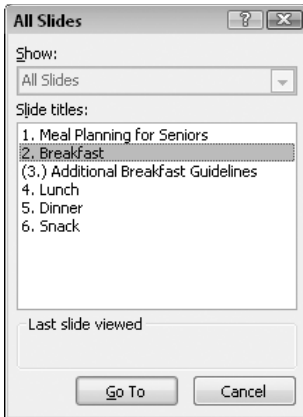 All Slides
Show:
All Slides
Slide titles:
1. Meal Planning for Seniors
2. Breakfast
(3.) Additional Breakfast Guidelines
4. Lunch
5. Dinner
6. Snack
Last slide viewed
Go To Cancel